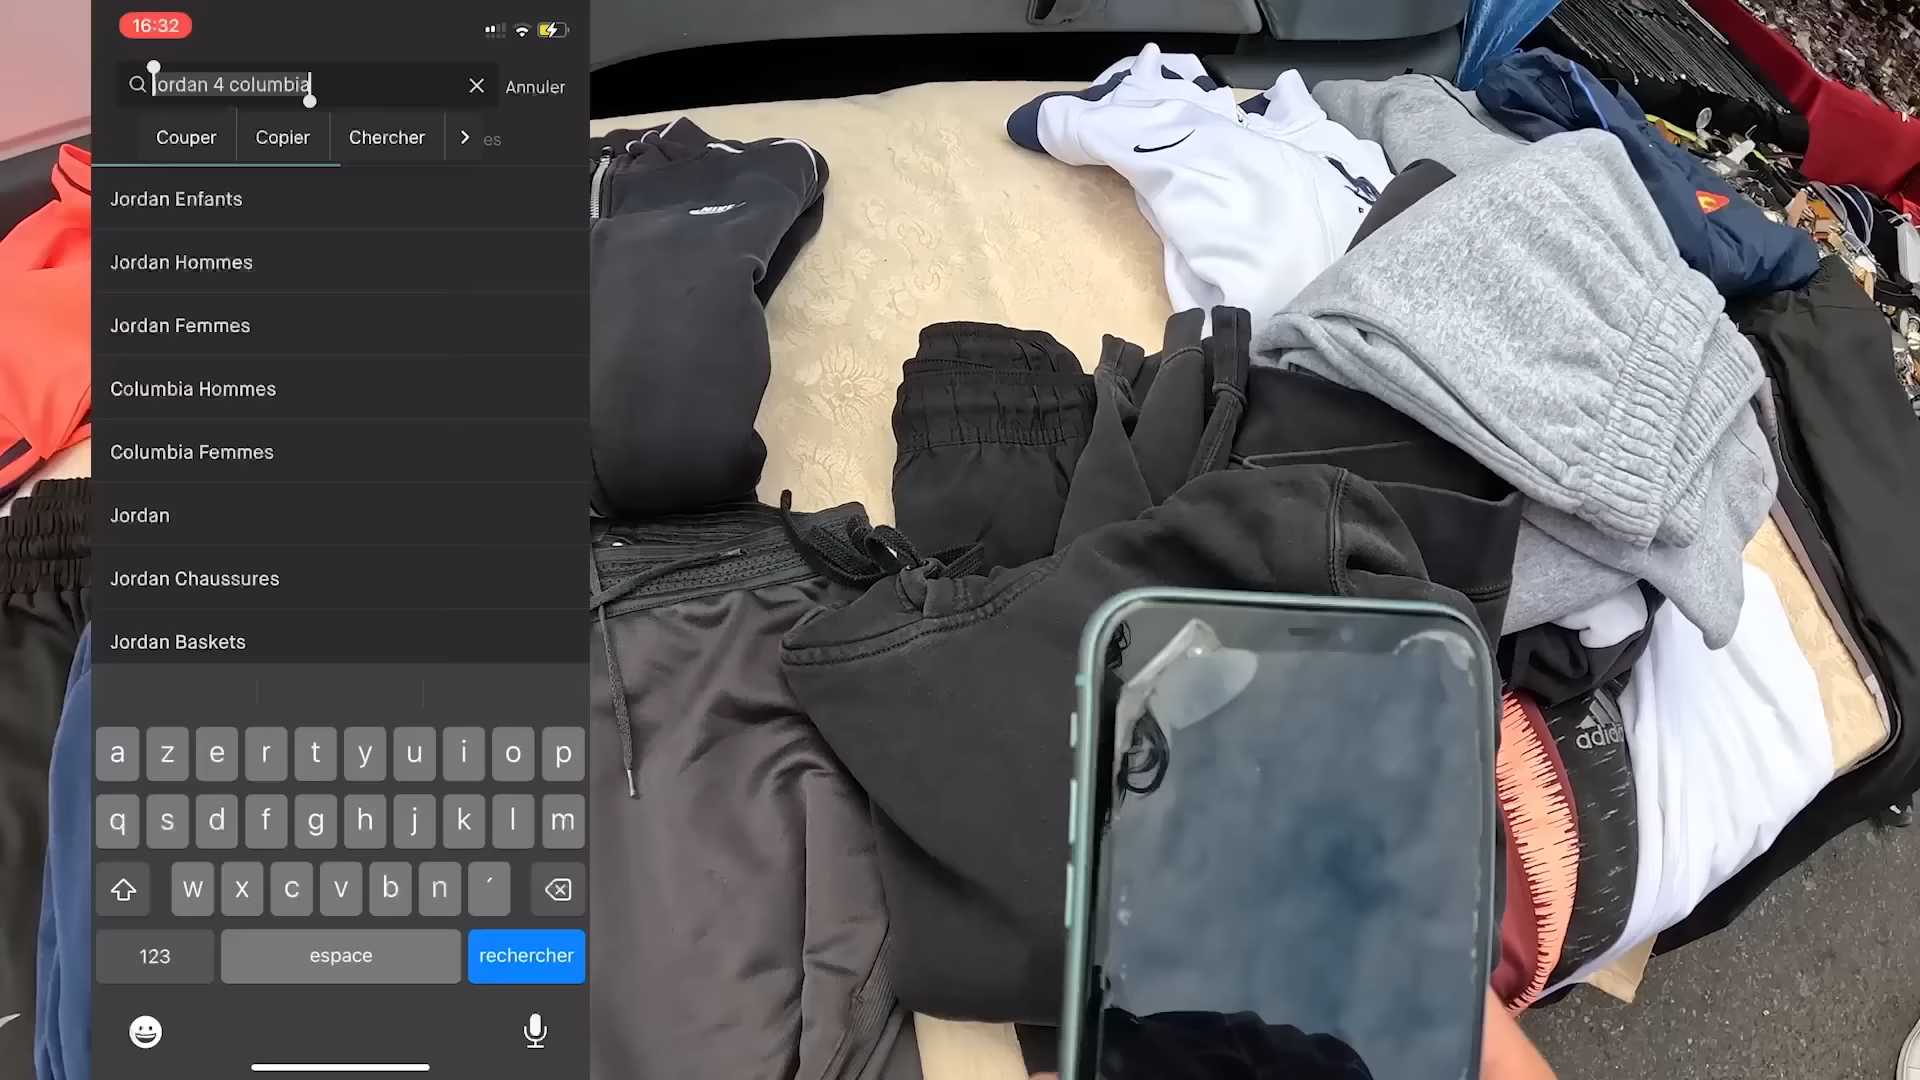 16:32
jordan 4 columbia
Annuler
Couper
Copier
Chercher
es
Jordan Enfants
Jordan Hommes
Jordan Femmes
Columbia Hommes
Columbia Femmes
Jordan
Jordan Chaussures
Jordan Baskets
a z e r t y u i o p
q s d f g h j k l m
w x c v b n ´
123
espace
rechercher
NIKE
adidas